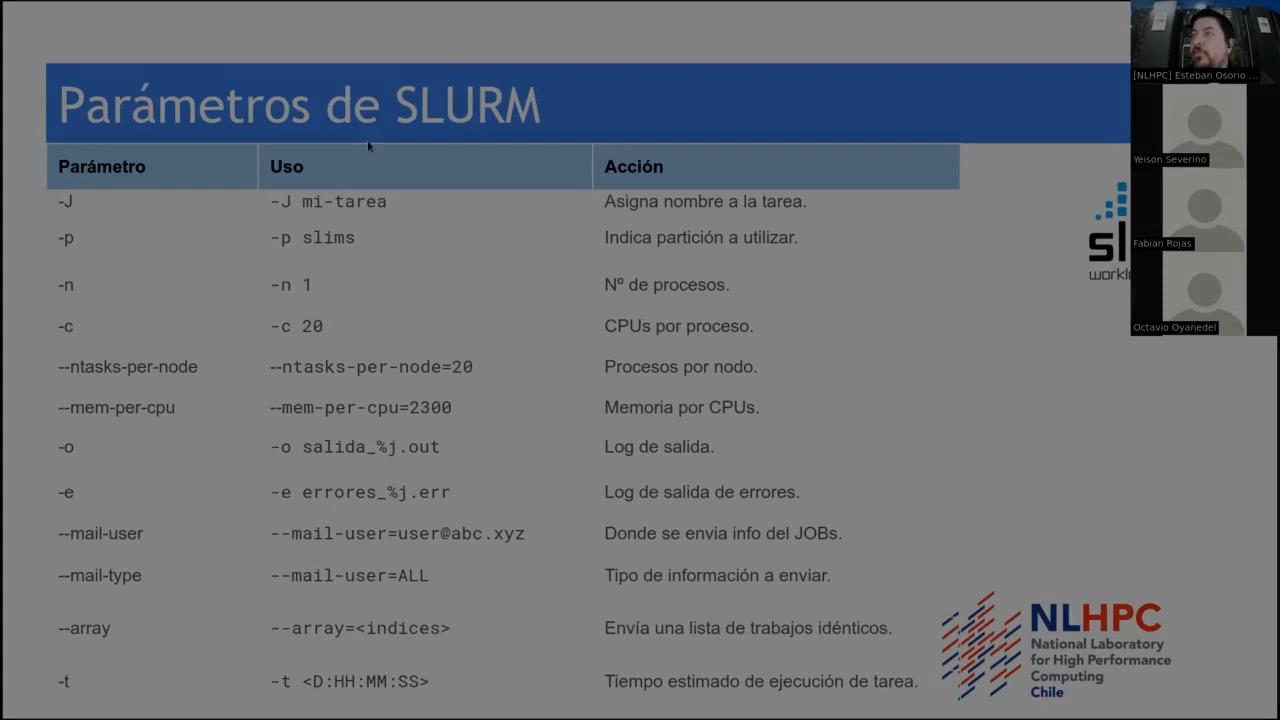 Parámetros de SLURM
Parámetro Uso Acción
-J -J mi-tarea Asigna nombre a la tarea.
-p -p slims Indica partición a utilizar.
-n -n 1 Nº de procesos.
-c -c 20 CPUs por proceso.
--ntasks-per-node --ntasks-per-node=20 Procesos por nodo.
--mem-per-cpu --mem-per-cpu=2300 Memoria por CPUs.
-o -o salida_%j.out Log de salida.
-e -e errores_%j.err Log de salida de errores.
--mail-user --mail-user=user@abc.xyz Donde se envia info del JOBs.
--mail-type --mail-user=ALL Tipo de información a enviar.
--array --array=<indices> Envía una lista de trabajos idénticos.
-t -t <D:HH:MM:SS> Tiempo estimado de ejecución de tarea.
[NLHPC] Esteban Osorio ...
Yeison Severino
Fabián Rojas
Octavio Oyanedel
sl
workl
NLHPC
National Laboratory
for High Performance
Computing
Chile